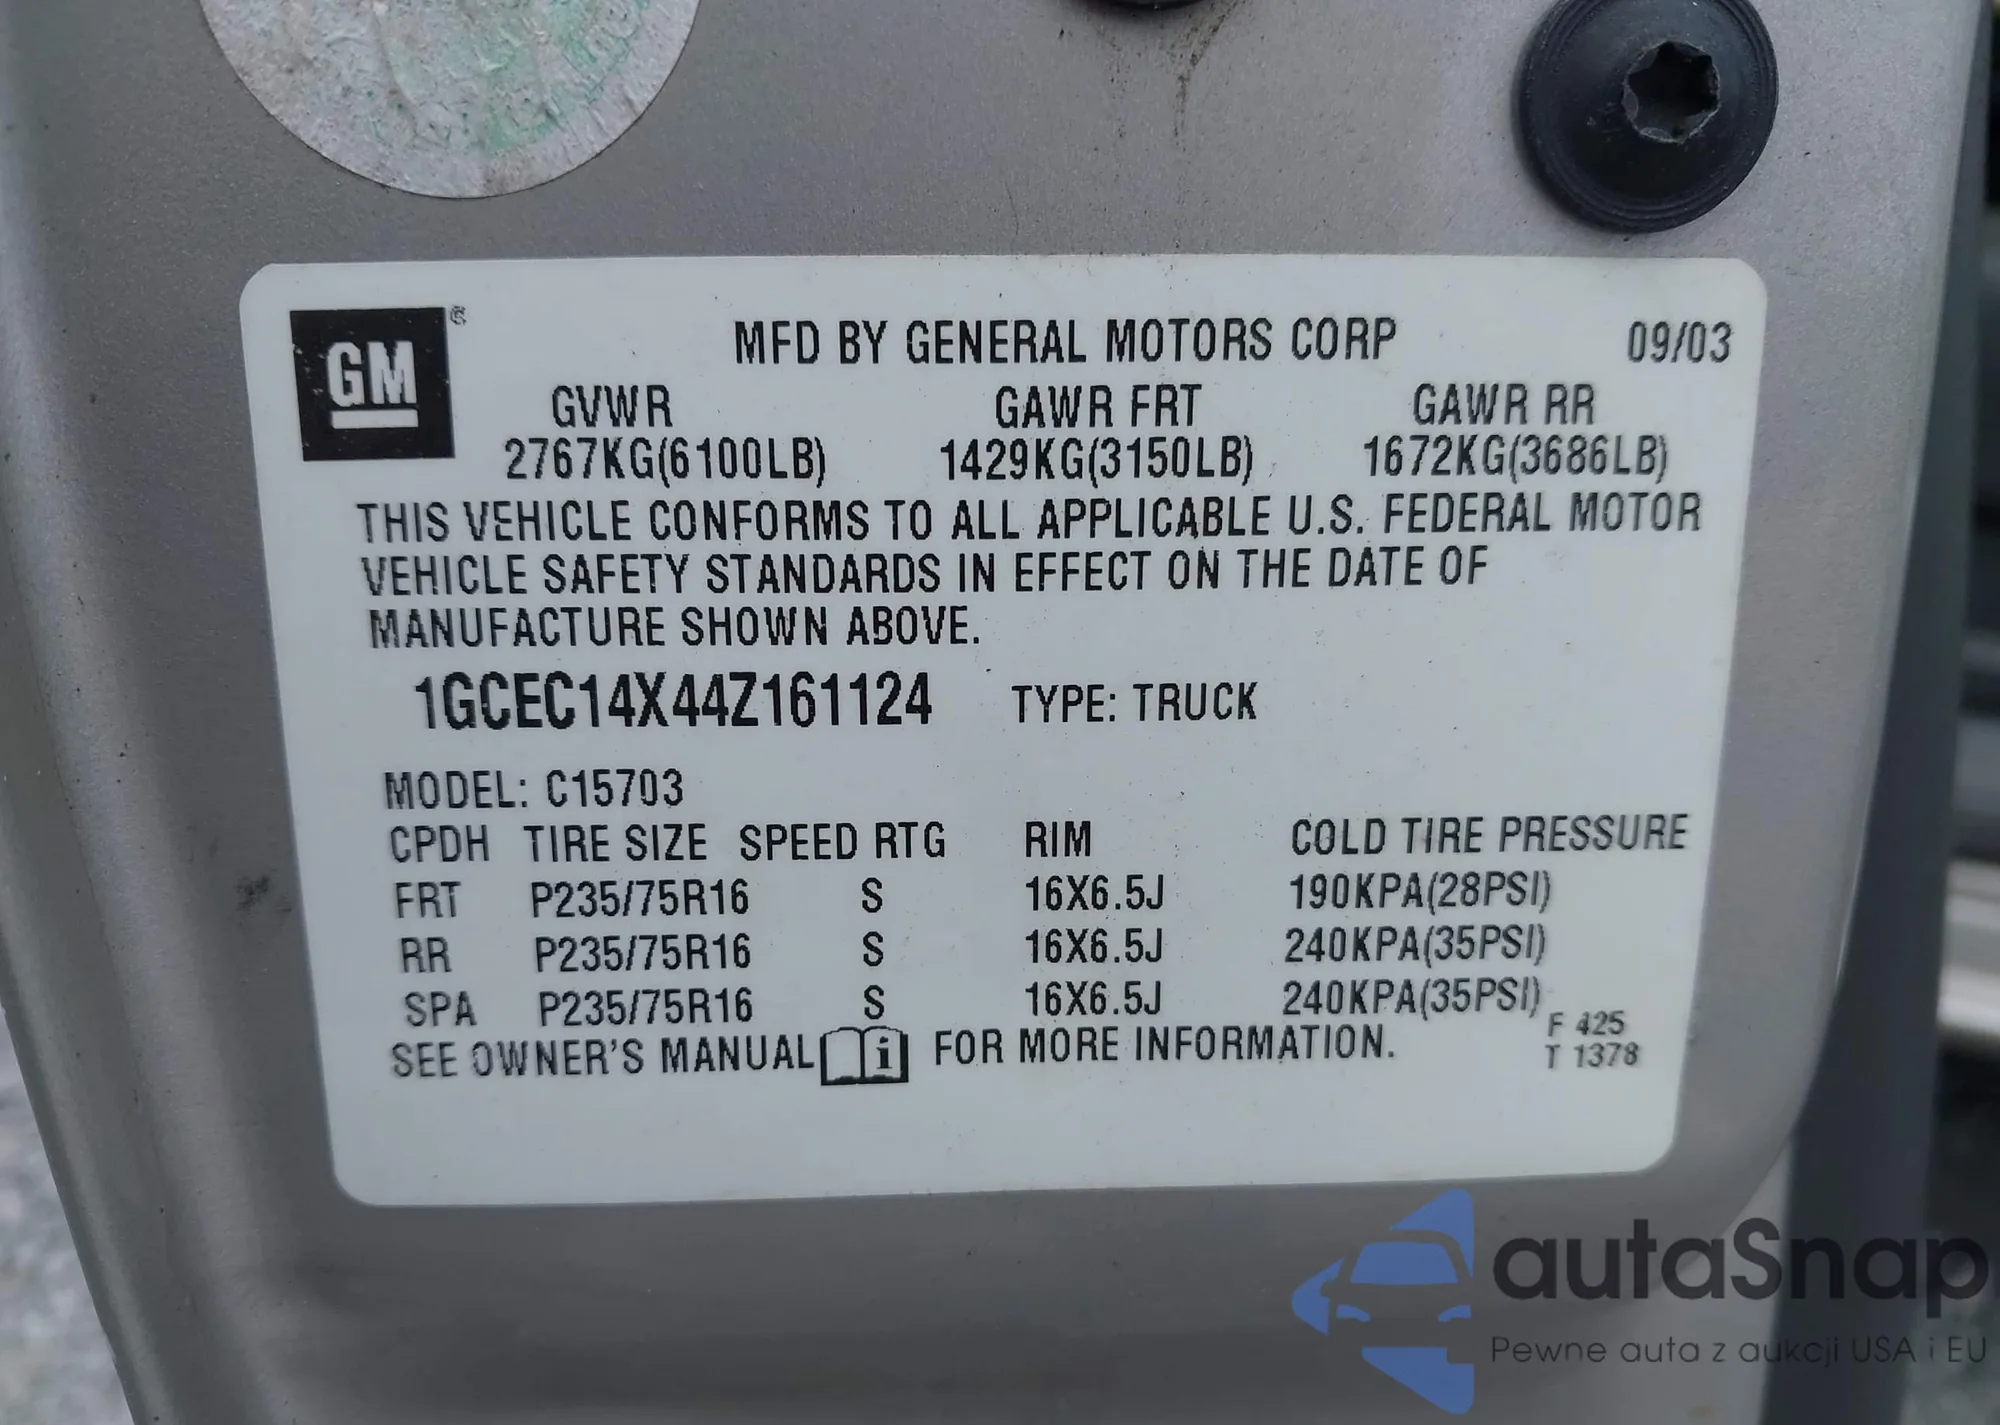 GM®
MFD BY GENERAL MOTORS CORP 09/03
GVWR GAWR FRT GAWR RR
2767KG(6100LB) 1429KG(3150LB) 1672KG(3686LB)
THIS VEHICLE CONFORMS TO ALL APPLICABLE U.S. FEDERAL MOTOR
VEHICLE SAFETY STANDARDS IN EFFECT ON THE DATE OF
MANUFACTURE SHOWN ABOVE.
1GCEC14X44Z161124 TYPE: TRUCK
MODEL: C15703
CPDH TIRE SIZE SPEED RTG RIM COLD TIRE PRESSURE
FRT P235/75R16 S 16X6.5J 190KPA(28PSI)
RR P235/75R16 S 16X6.5J 240KPA(35PSI)
SPA P235/75R16 S 16X6.5J 240KPA(35PSI)
SEE OWNER'S MANUAL i FOR MORE INFORMATION.
F 425
T 1378
autaSnap
Pewne auta z aukcji USA i EU